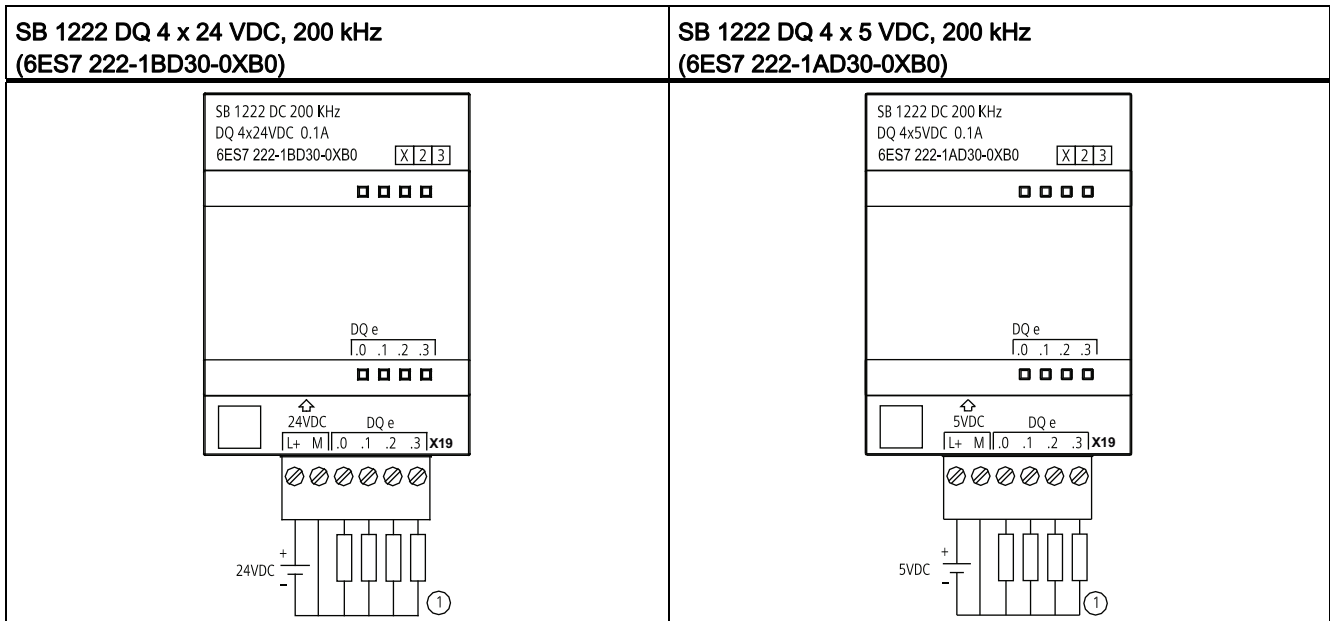 SB 1222 DQ 4 x 24 VDC, 200 kHz
(6ES7 222-1BD30-0XB0)
SB 1222 DQ 4 x 5 VDC, 200 kHz
(6ES7 222-1AD30-0XB0)
SB 1222 DC 200 KHz
DQ 4x24VDC 0.1A
6ES7 222-1BD30-0XB0 X 2 3
DQ e
.0 .1 .2 .3
24VDC DQ e
L+ M .0 .1 .2 .3 X19
+
24VDC
-
1
SB 1222 DC 200 KHz
DQ 4x5VDC 0.1A
6ES7 222-1AD30-0XB0 X 2 3
DQ e
.0 .1 .2 .3
5VDC DQ e
L+ M .0 .1 .2 .3 X19
+
5VDC
-
1